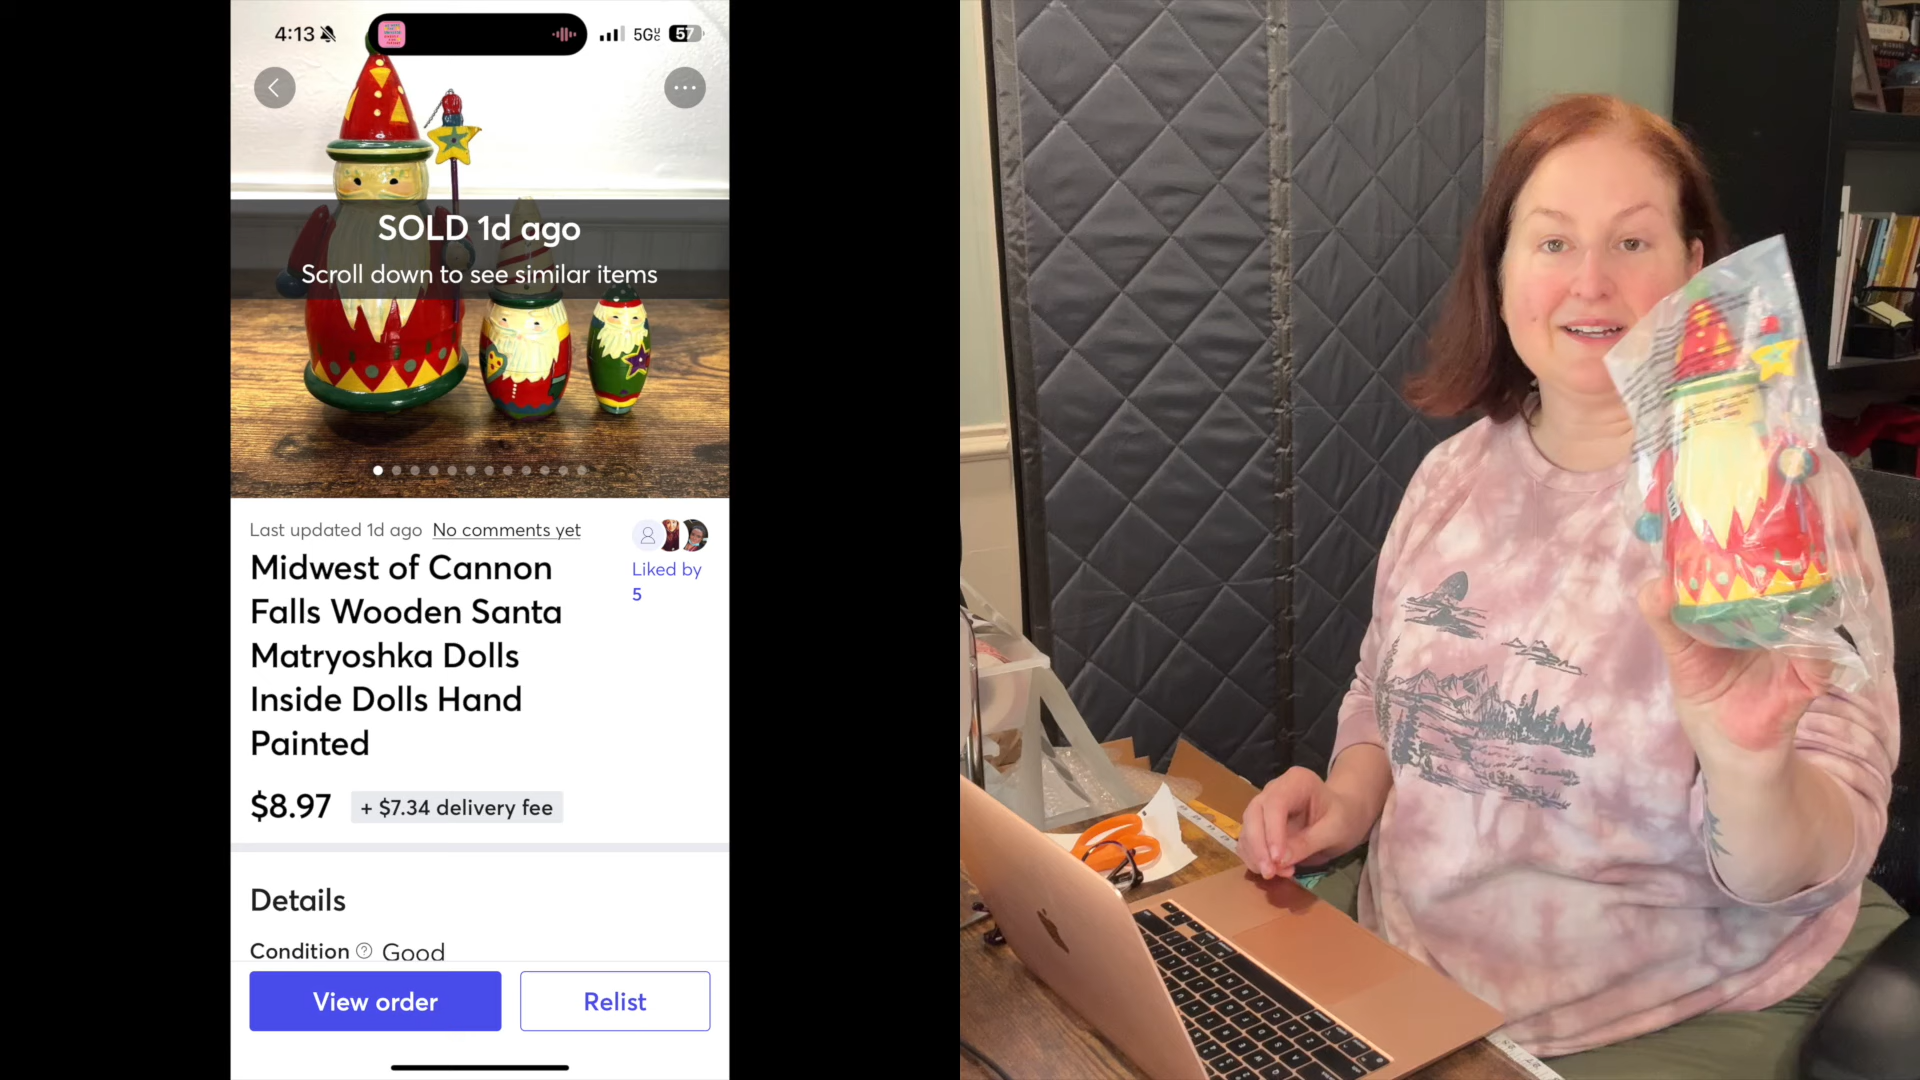 4:13
5GUC
57
SOLD 1d ago
Scroll down to see similar items
Last updated 1d ago No comments yet
Liked by
5
Midwest of Cannon
Falls Wooden Santa
Matryoshka Dolls
Inside Dolls Hand
Painted
$8.97
+ $7.34 delivery fee
Details
Condition ? Good
View order
Relist